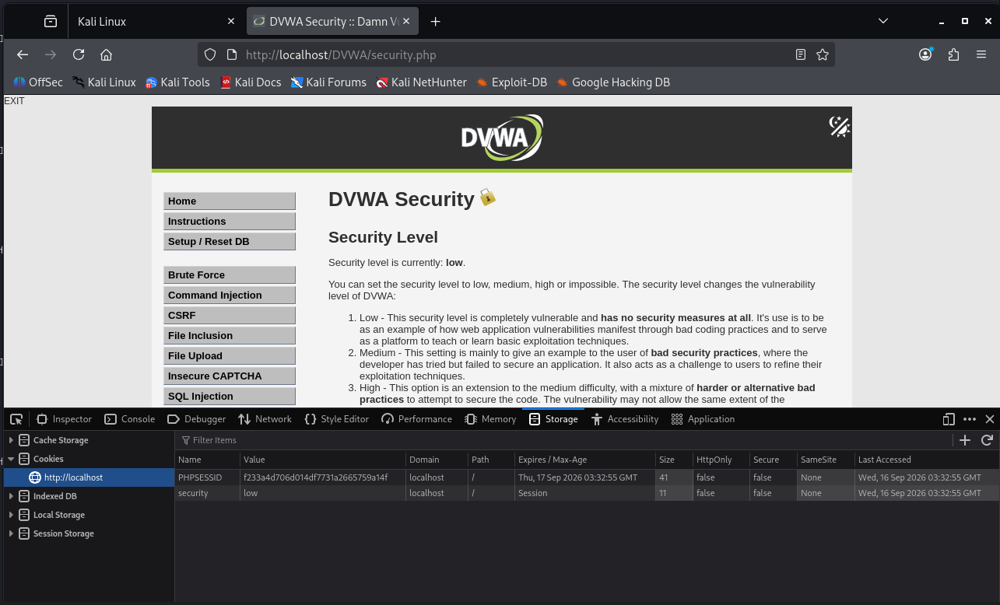 Kali Linux
DVWA Security :: Damn Vu
http://localhost/DVWA/security.php
OffSec Kali Linux Kali Tools Kali Docs Kali Forums Kali NetHunter Exploit-DB Google Hacking DB
EXIT
DVWA
Home
Instructions
Setup / Reset DB
Brute Force
Command Injection
CSRF
File Inclusion
File Upload
Insecure CAPTCHA
SQL Injection
DVWA Security
Security Level
Security level is currently: low.
You can set the security level to low, medium, high or impossible. The security level changes the vulnerability
level of DVWA:
1. Low - This security level is completely vulnerable and has no security measures at all. It's use is to be
as an example of how web application vulnerabilities manifest through bad coding practices and to serve
as a platform to teach or learn basic exploitation techniques.
2. Medium - This setting is mainly to give an example to the user of bad security practices, where the
developer has tried but failed to secure an application. It also acts as a challenge to users to refine their
exploitation techniques.
3. High - This option is an extension to the medium difficulty, with a mixture of harder or alternative bad
practices to attempt to secure the code. The vulnerability may not allow the same extent of the
Inspector Console Debugger Network Style Editor Performance Memory Storage Accessibility Application
Cache Storage
Cookies
http://localhost
Indexed DB
Local Storage
Session Storage
Filter Items
Name Value Domain Path Expires / Max-Age Size HttpOnly Secure SameSite Last Accessed
PHPSESSID f233a4d706d014df7731a2665759a14f localhost / Thu, 17 Sep 2026 03:32:55 GMT 41 false false None Wed, 16 Sep 2026 03:32:55 GMT
security low localhost / Session 11 false false None Wed, 16 Sep 2026 03:32:55 GMT